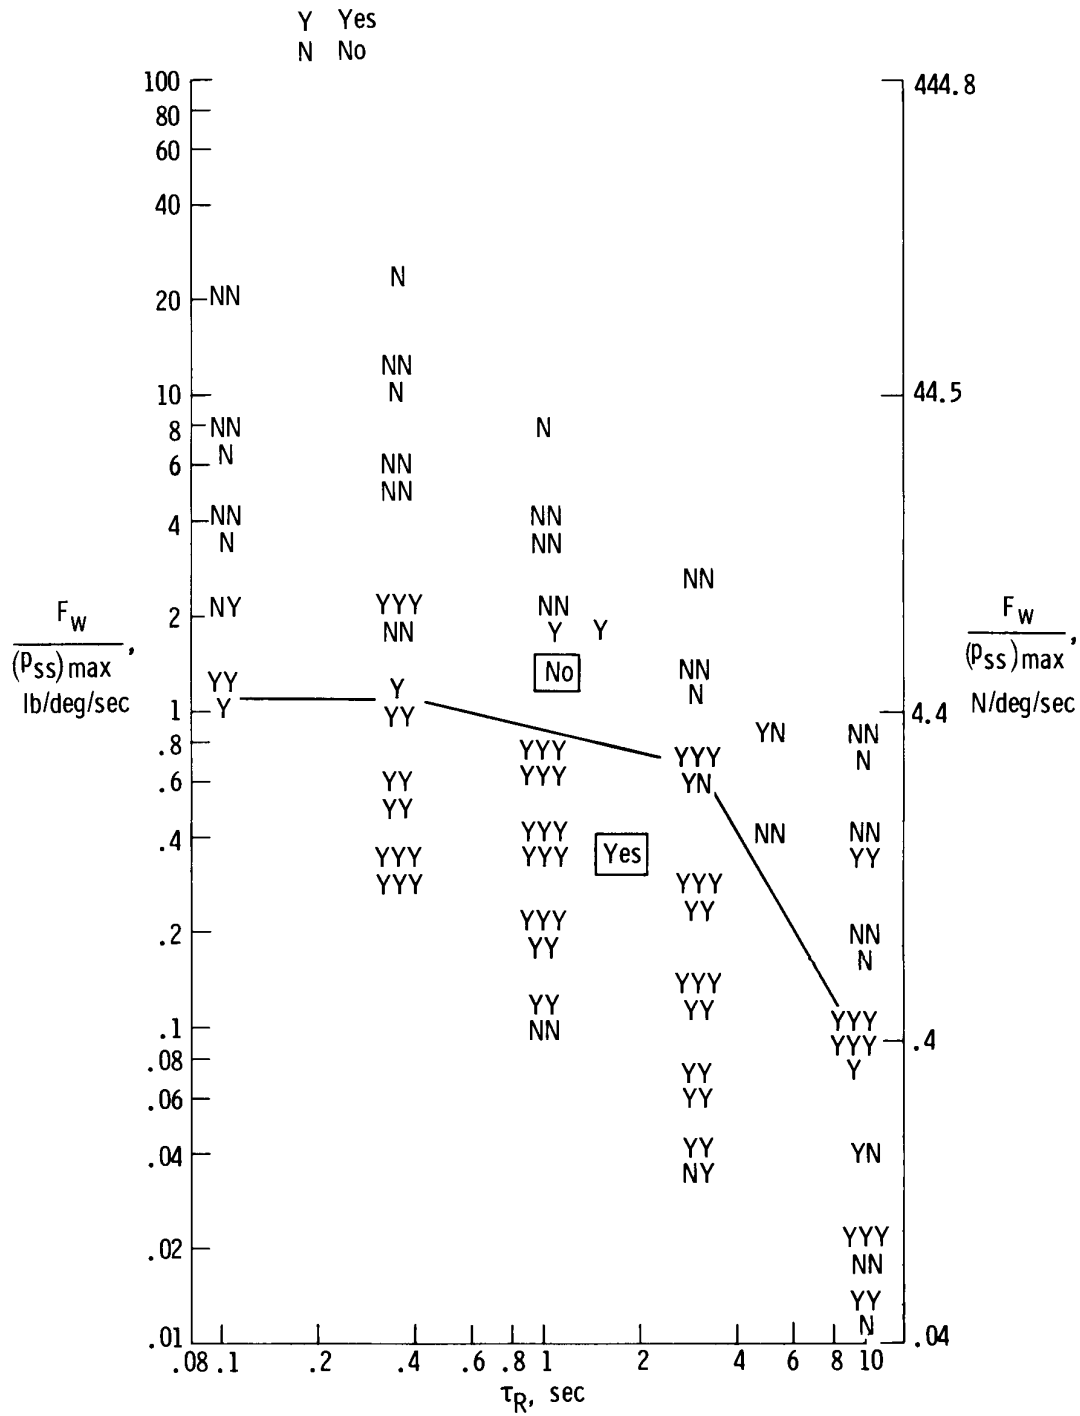 Y Yes
N No
100
444.8
80
60
40
N
20
NN
NN
N
10
44.5
8
NN
N
N
6
NN
NN
4
NN
N
NN
NN
NN
2
NY
YYY
NN
NN
Y Y
F_W
(p_ss)max,
lb/deg/sec
F_W
(p_ss)max,
N/deg/sec
No
NN
N
YY
Y
Y
YY
1
4.4
YN
NN
N
.8
YYY
YYY
YYY
YN
.6
YY
YY
.4
YYY
YYY
Yes
NN
NN
YY
YYY
YYY
YYY
YY
.2
YYY
YY
NN
N
YYY
YY
.1
YY
NN
YYY
YYY
Y
.4
.08
YY
YY
.06
.04
YY
NY
YN
.02
YYY
NN
YY
N
.01
.04
.08 .1 .2 .4 .6 .8 1 2 4 6 8 10
τR, sec